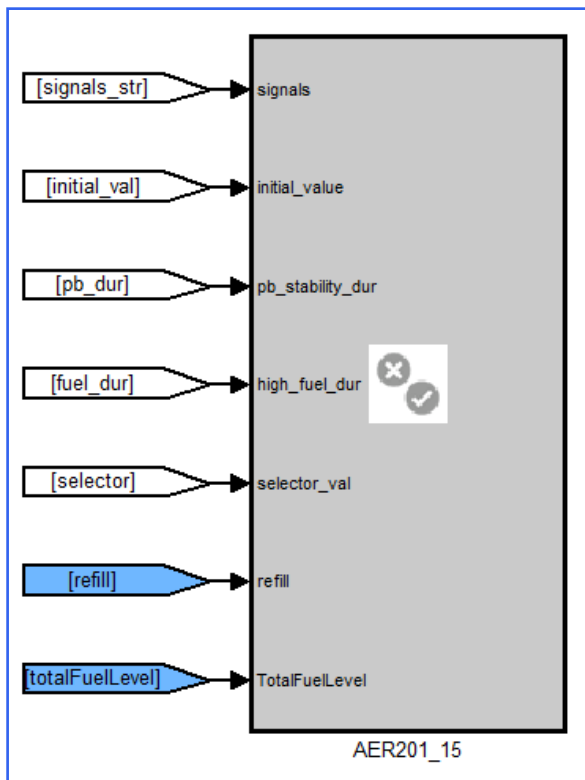 [signals_str] signals
[initial_val] initial_value
[pb_dur] pb_stability_dur
[fuel_dur] high_fuel_dur
[selector] selector_val
[refill] refill
[totalFuelLevel] TotalFuelLevel
AER201_15